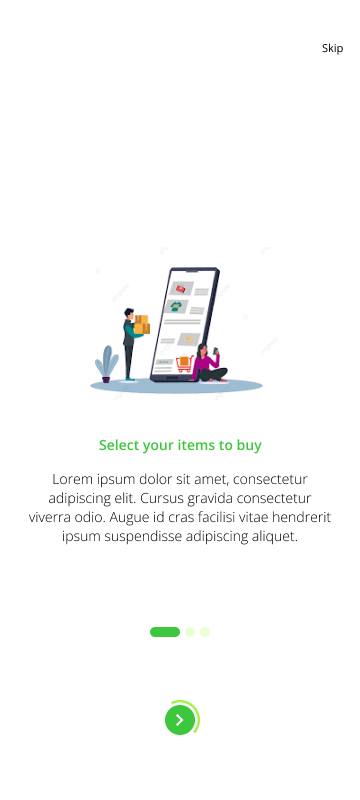 Skip
Select your items to buy
Lorem ipsum dolor sit amet, consectetur
adipiscing elit. Cursus gravida consectetur
viverra odio. Augue id cras facilisi vitae hendrerit
ipsum suspendisse adipiscing aliquet.